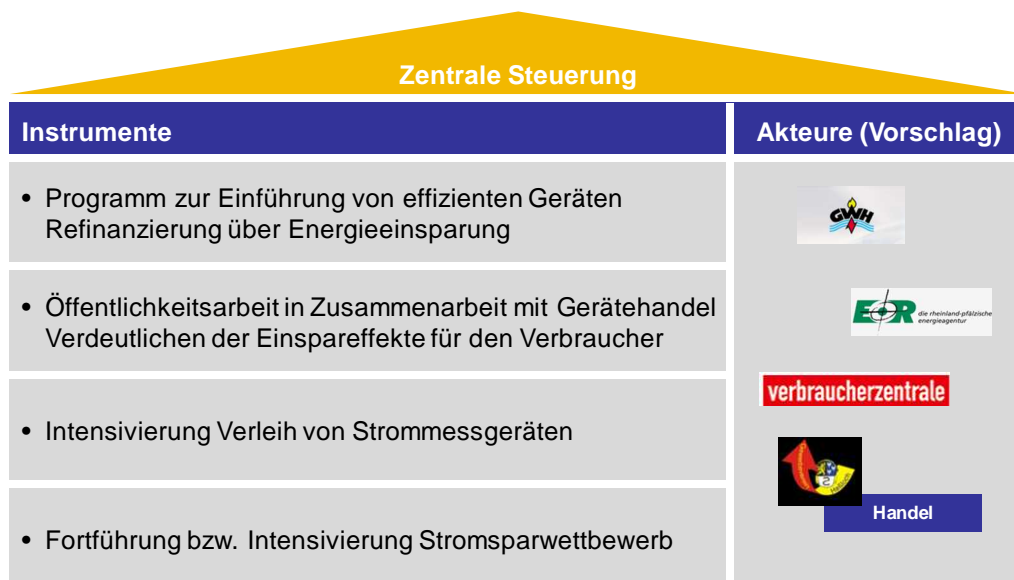 Zentrale Steuerung
Instrumente
Akteure (Vorschlag)
• Programm zur Einführung von effizienten Geräten
Refinanzierung über Energieeinsparung
• Öffentlichkeitsarbeit in Zusammenarbeit mit Gerätehandel
Verdeutlichen der Einspareffekte für den Verbraucher
• Intensivierung Verleih von Strommessgeräten
• Fortführung bzw. Intensivierung Stromsparwettbewerb
GWH
EOR die rheinland-pfälzische
energieagentur
verbraucherzentrale
Handel